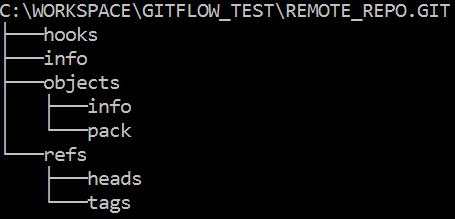 C:\WORKSPACE\GITFLOW_TEST\REMOTE_REPO.GIT
├───hooks
├───info
├───objects
│   ├───info
│   └───pack
└───refs
    ├───heads
    └───tags